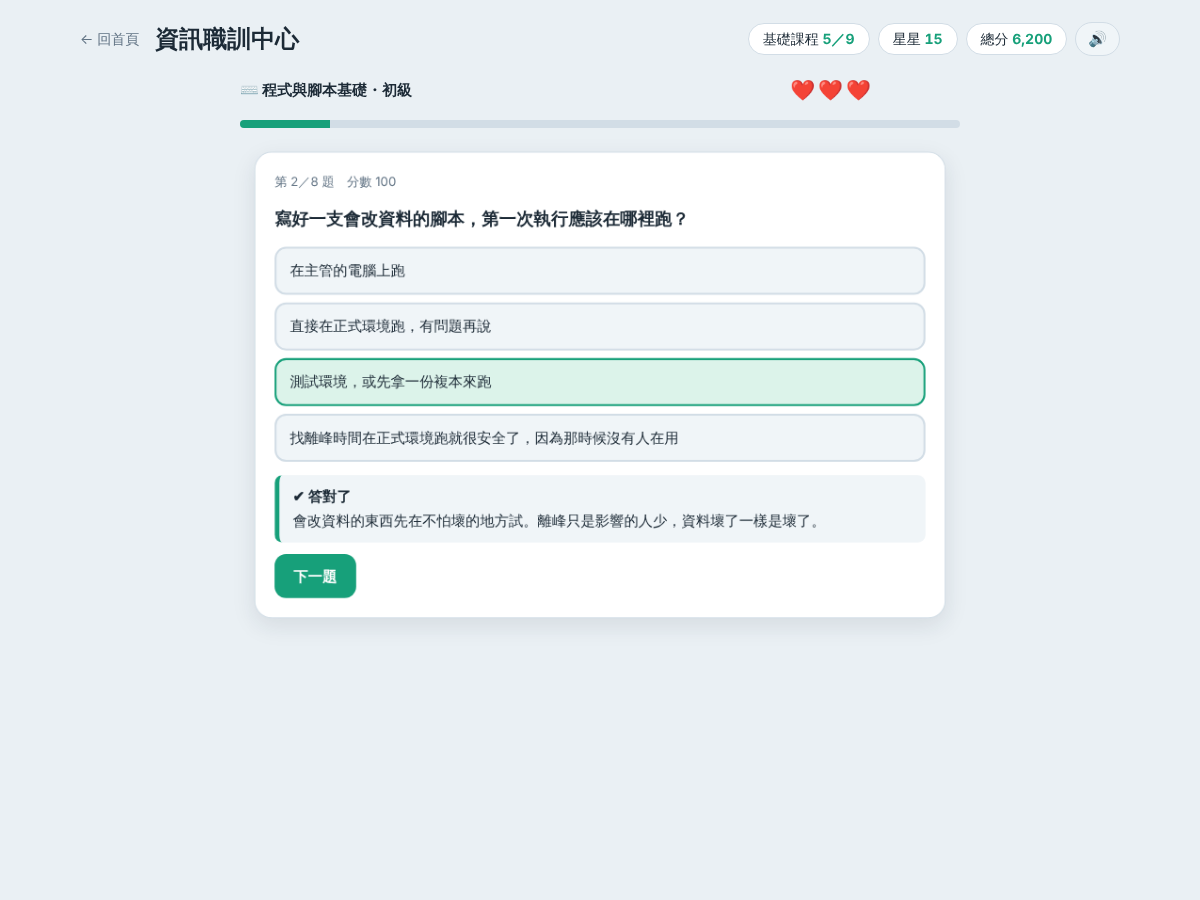 ← 回首頁 資訊職訓中心 基礎課程 5／9 星星 15 總分 6,200
程式與腳本基礎・初級
第 2／8 題 分數 100
寫好一支會改資料的腳本，第一次執行應該在哪裡跑？
在主管的電腦上跑
直接在正式環境跑，有問題再說
測試環境，或先拿一份複本來跑
找離峰時間在正式環境跑就很安全了，因為那時候沒有人在用
✔ 答對了
會改資料的東西先在不怕壞的地方試。離峰只是影響的人少，資料壞了一樣是壞了。
下一題